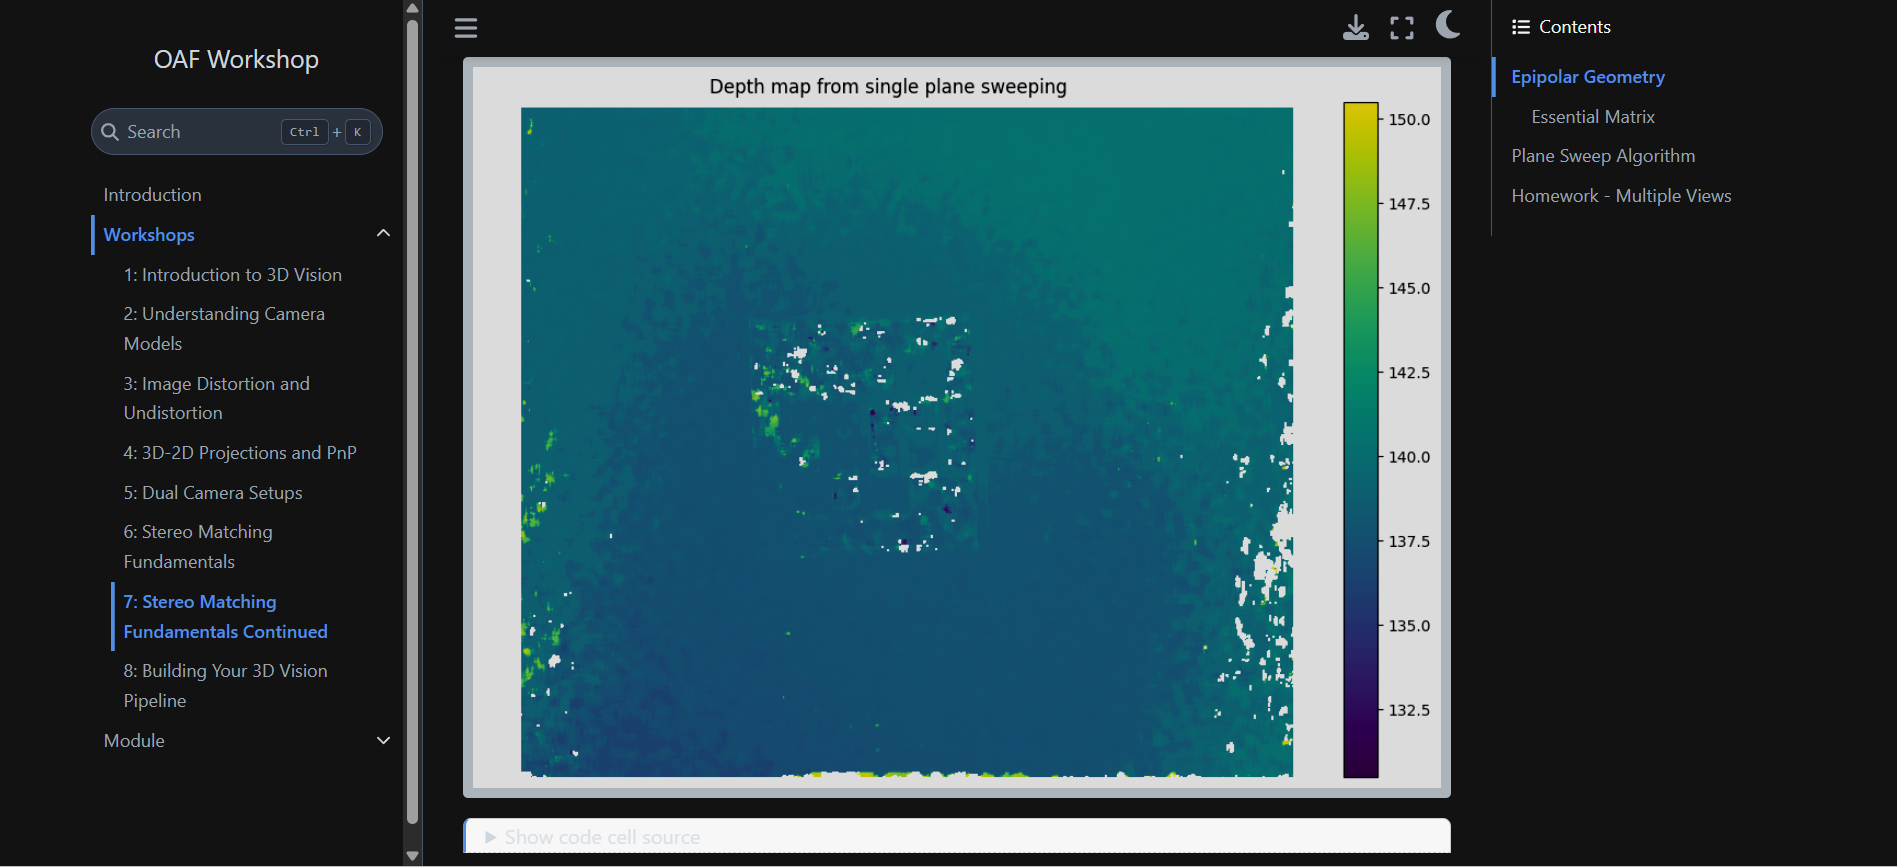 OAF Workshop
Search
Ctrl + K
Introduction
Workshops
1: Introduction to 3D Vision
2: Understanding Camera
Models
3: Image Distortion and
Undistortion
4: 3D-2D Projections and PnP
5: Dual Camera Setups
6: Stereo Matching
Fundamentals
7: Stereo Matching
Fundamentals Continued
8: Building Your 3D Vision
Pipeline
Module
Depth map from single plane sweeping
150.0
147.5
145.0
142.5
140.0
137.5
135.0
132.5
Show code cell source
Contents
Epipolar Geometry
Essential Matrix
Plane Sweep Algorithm
Homework - Multiple Views